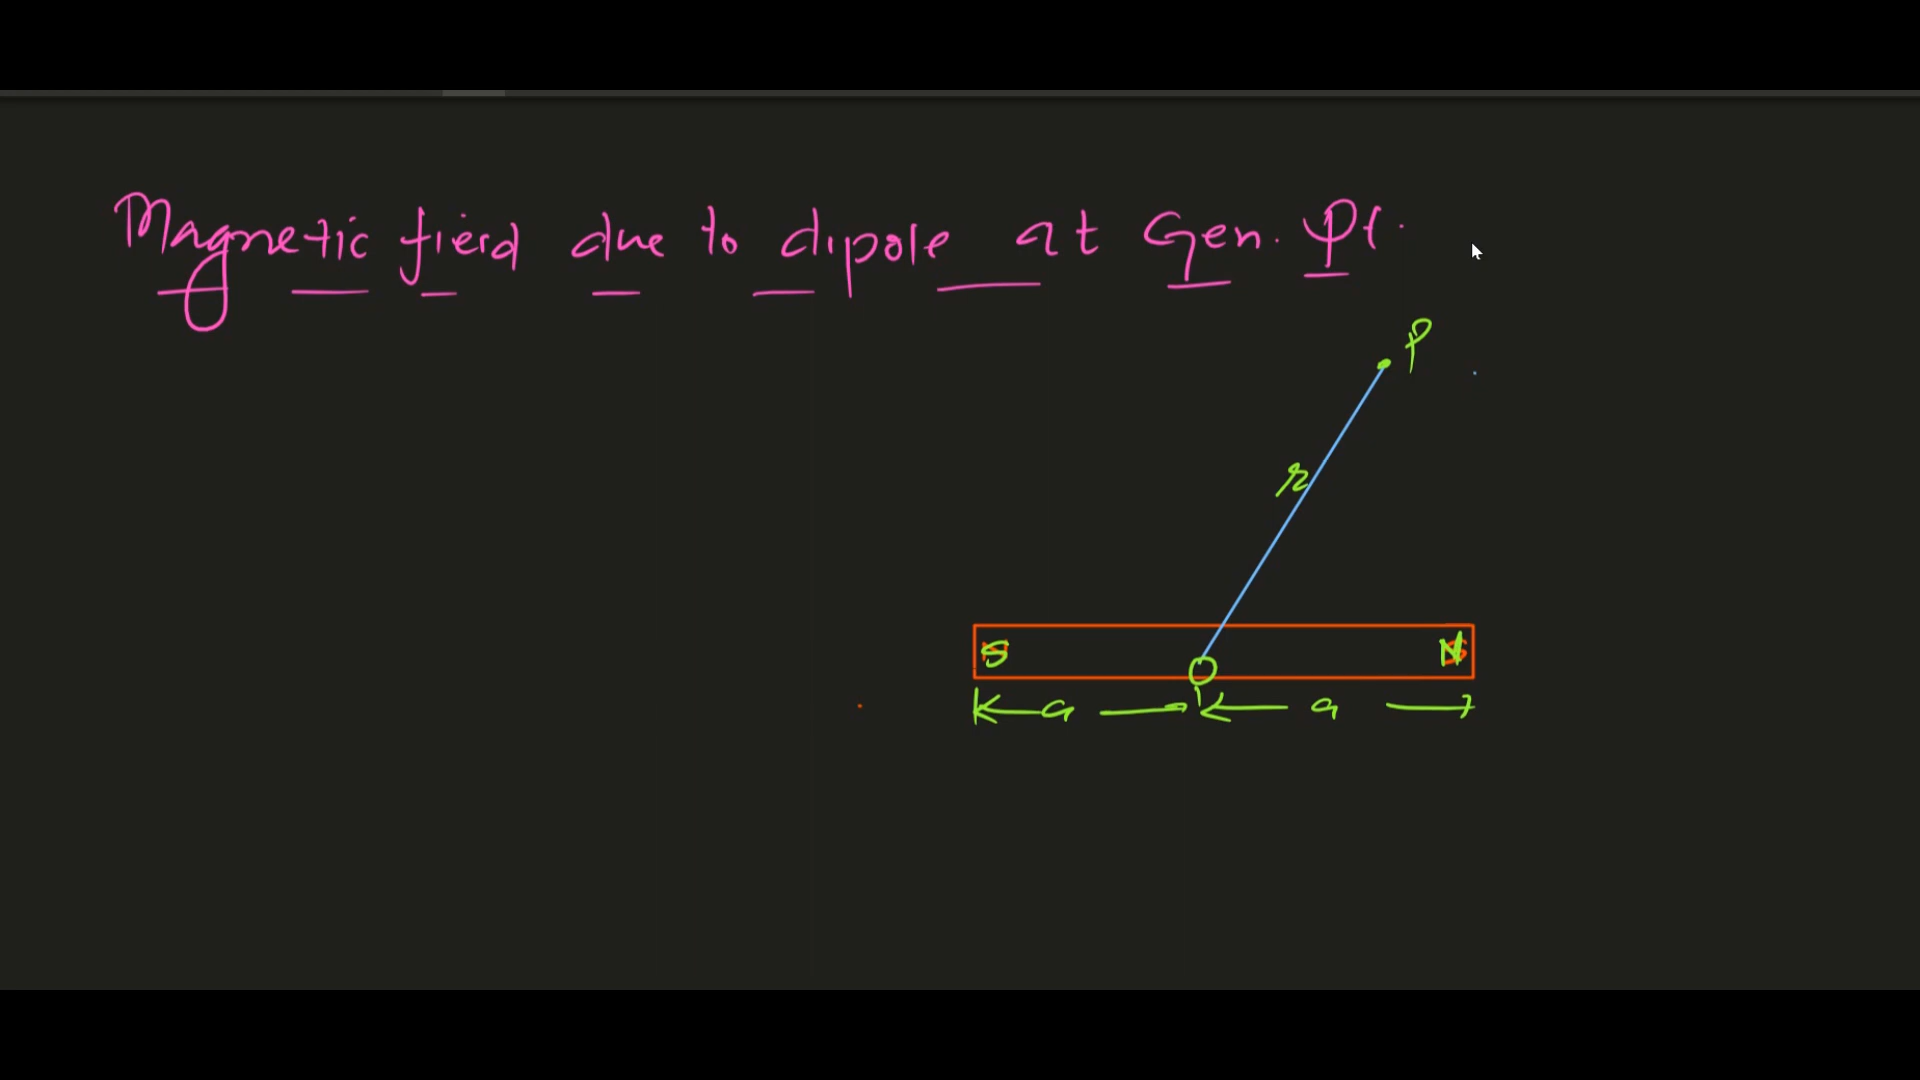 Magnetic field due to dipole at Gen. Pt.
P
r
S O N
a a